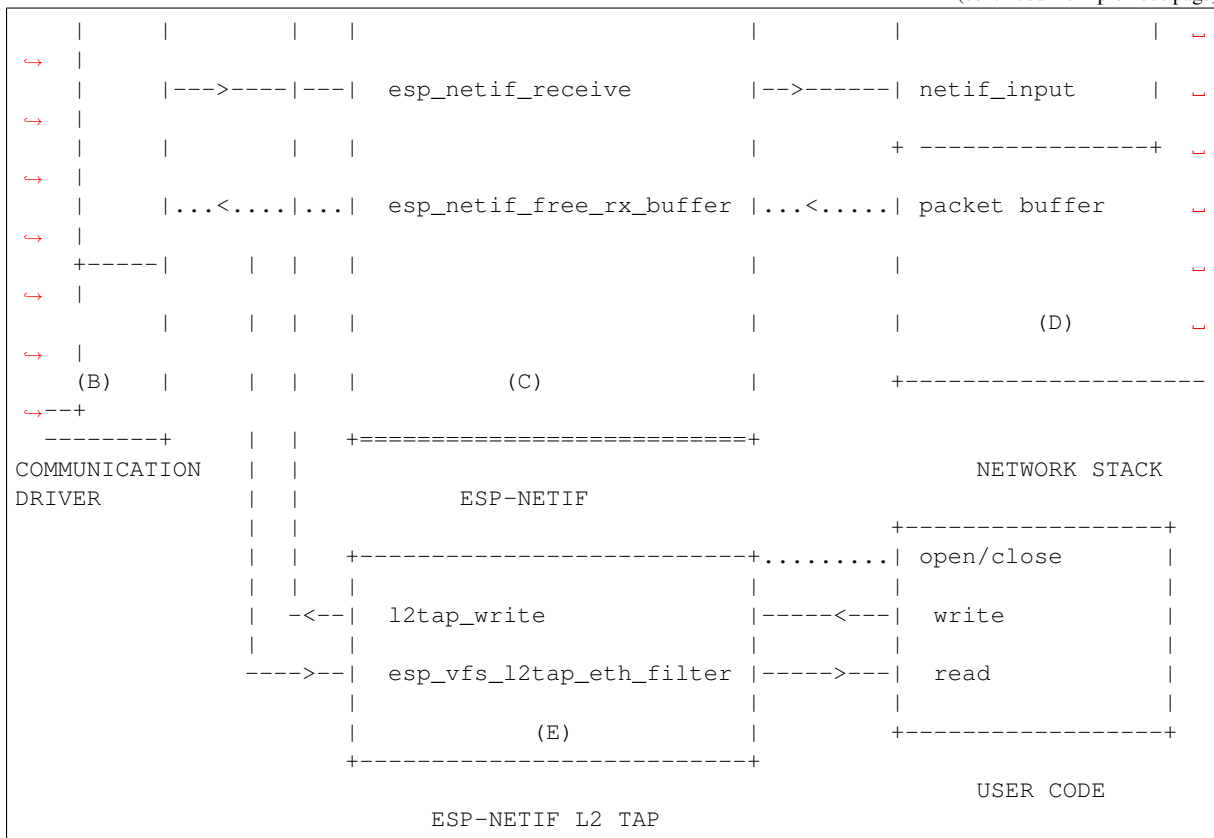 |     |        |  |                           |         |                 |  ␣
↪   |
    |     |--->----|---|  esp_netif_receive        |-->------| netif_input     |  ␣
↪   |
    |     |        |  |                           |         + ----------------+  ␣
↪   |
    |     |...<....|...|  esp_netif_free_rx_buffer |...<.....| packet buffer      ␣
↪   |
    +-----|     |  |  |                           |         |                    ␣
↪   |
          |     |  |  |                           |         |         (D)        ␣
↪   |
    (B)   |     |  |  |          (C)              |         +---------------------
↪--+
  --------+     |  |   +===========================+
COMMUNICATION   |  |                                               NETWORK STACK
DRIVER          |  |           ESP-NETIF
                |  |                                         +------------------+
                |  |   +---------------------------+.........| open/close       |
                |  |   |                           |         |                  |
                |  -<--|  l2tap_write              |-----<---|  write           |
                |      |                           |         |                  |
                ---->--|  esp_vfs_l2tap_eth_filter |----->---|  read            |
                       |                           |         |                  |
                       |            (E)            |         +------------------+
                       +---------------------------+
                                                                  USER CODE
                             ESP-NETIF L2 TAP